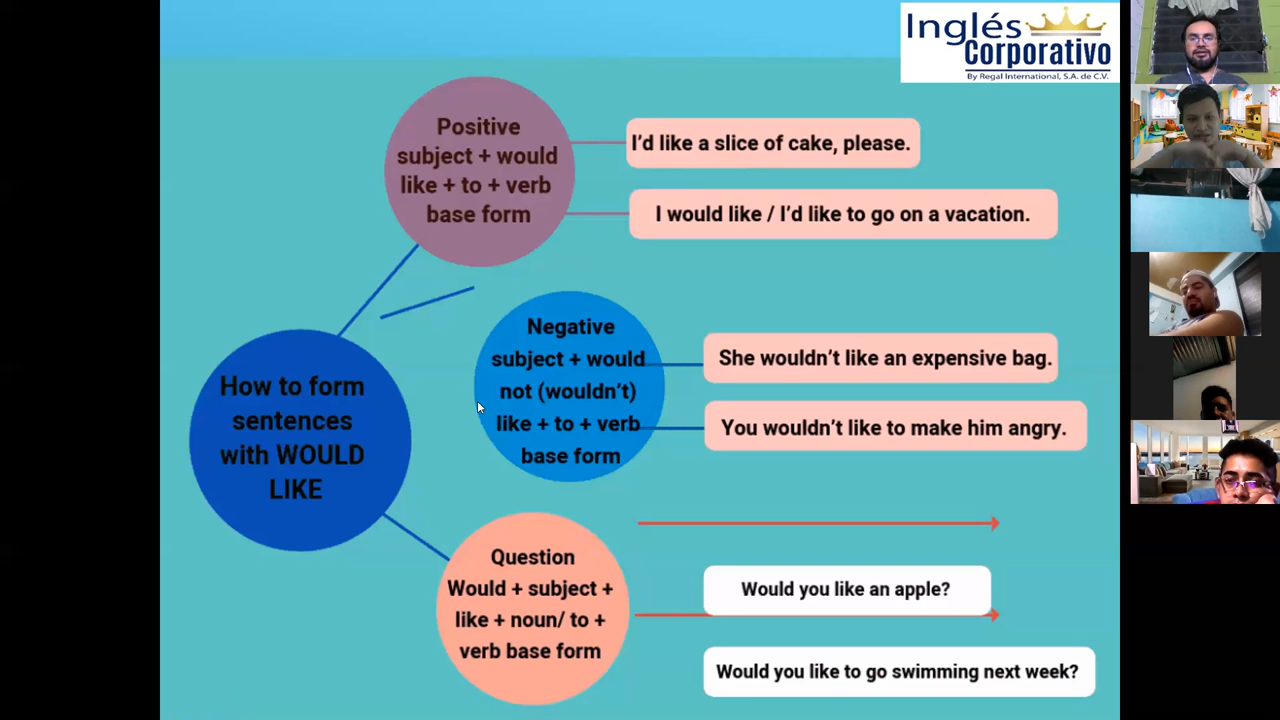 Inglés
Corporativo
By Regal International, S.A. de C.V.
Positive
subject + would
like + to + verb
base form
I'd like a slice of cake, please.
I would like / I'd like to go on a vacation.
How to form
sentences
with WOULD
LIKE
Negative
subject + would
not (wouldn't)
like + to + verb
base form
She wouldn't like an expensive bag.
You wouldn't like to make him angry.
Question
Would + subject +
like + noun/ to +
verb base form
Would you like an apple?
Would you like to go swimming next week?